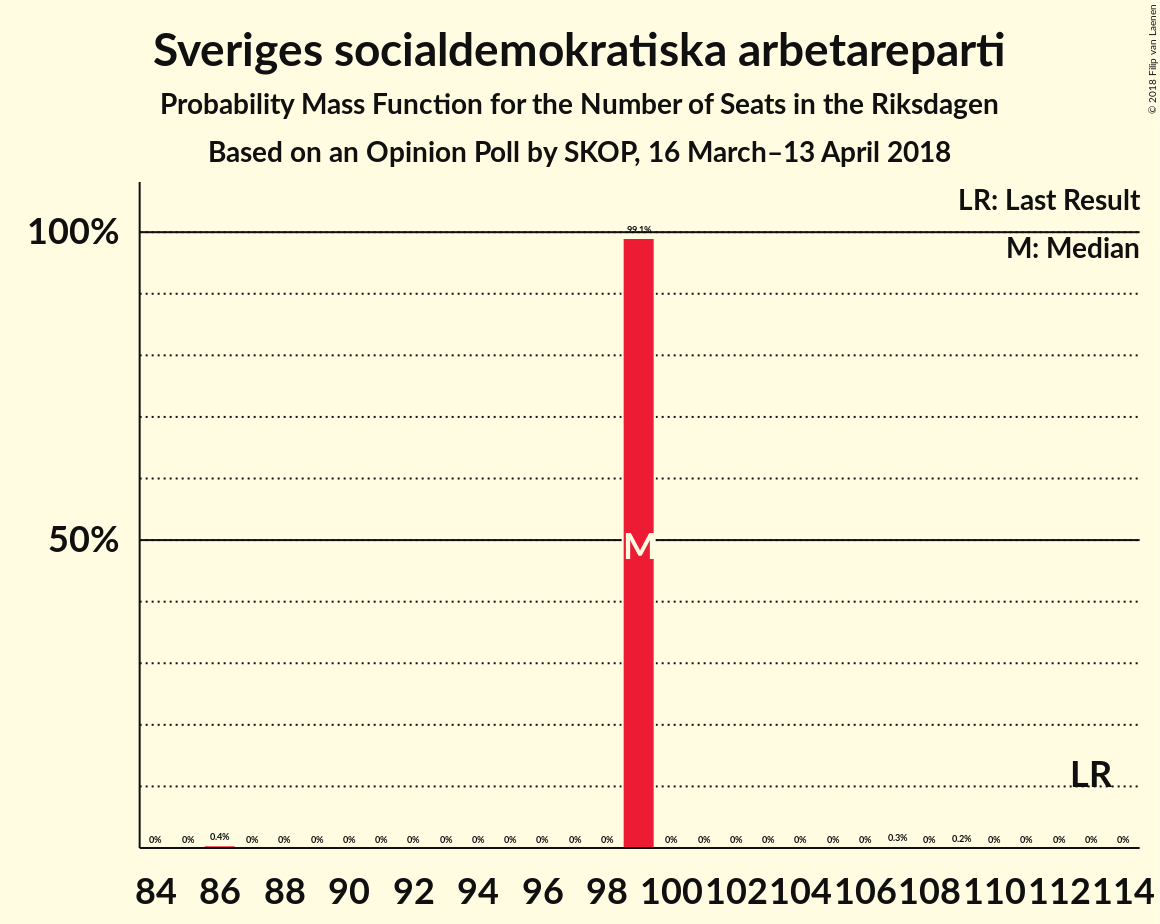 Sveriges socialdemokratiska arbetareparti
Probability Mass Function for the Number of Seats in the Riksdagen
Based on an Opinion Poll by SKOP, 16 March–13 April 2018
© 2018 Filip van Laenen
LR: Last Result
M: Median
100%
50%
99.1%
M
LR
0% 0% 0.4% 0% 0% 0% 0% 0% 0% 0% 0% 0% 0% 0% 0% 0% 0% 0% 0% 0% 0% 0% 0.3% 0% 0.2% 0% 0% 0% 0% 0%
84 86 88 90 92 94 96 98 100 102 104 106 108 110 112 114